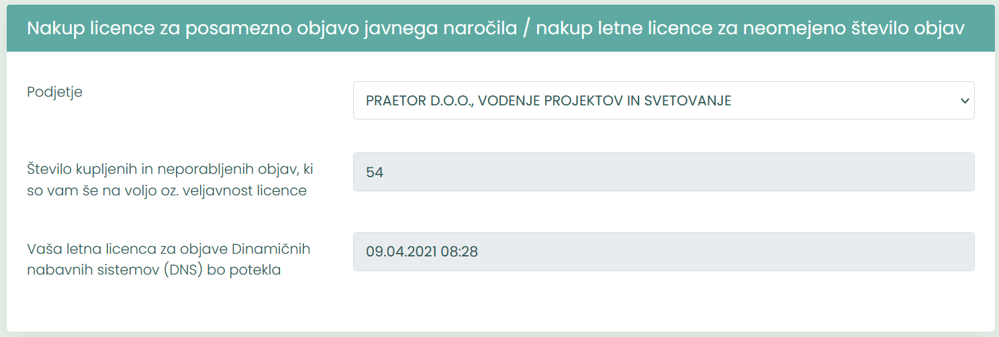 Nakup licence za posamezno objavo javnega naročila / nakup letne licence za neomejeno število objav
Podjetje
PRAETOR D.O.O., VODENJE PROJEKTOV IN SVETOVANJE
Število kupljenih in neporabljenih objav, ki
so vam še na voljo oz. veljavnost licence
54
Vaša letna licenca za objave Dinamičnih
nabavnih sistemov (DNS) bo potekla
09.04.2021 08:28